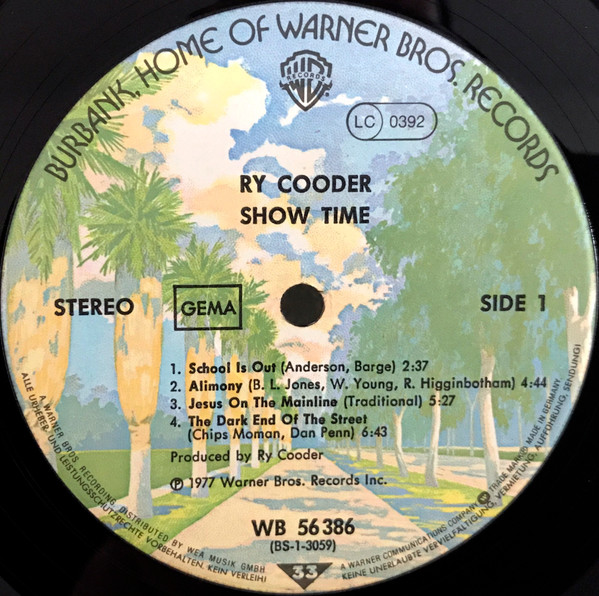 BURBANK, HOME OF WARNER BROS. RECORDS
RECORDS
LC 0392
RY COODER
SHOW TIME
STEREO GEMA SIDE 1
1. School Is Out (Anderson, Barge) 2:37
2. Alimony (B. L. Jones, W. Young, R. Higginbotham) 4:44
3. Jesus On The Mainline (Traditional) 5:27
4. The Dark End Of The Street
(Chips Moman, Dan Penn) 6:43
Produced by Ry Cooder
℗ 1977 Warner Bros. Records Inc.
WB 56 386
(BS-1-3059)
A WARNER BROS RECORDING, DISTRIBUTED BY WEA MUSIK GMBH
ALLE URHEBER- UND LEISTUNGSSCHUTZRECHTE VORBEHALTEN. KEIN VERLEIH!
33
A WARNER COMMUNICATIONS COMPANY TRADE MARK® MADE IN GERMANY
KEINE UNERLAUBTE VERVIELFÄLTIGUNG, VERMIETUNG, AUFFÜHRUNG, SENDUNG!